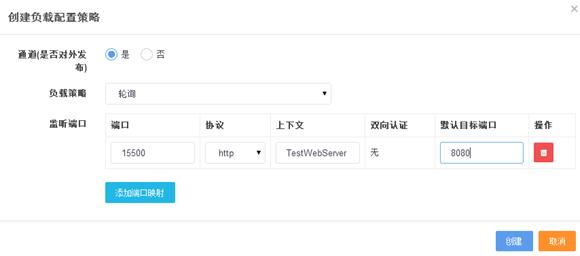 创建负载配置策略
×
通道(是否对外发
布)
是 否
负载策略
轮询
监听端口
端口 协议 上下文 双向认证 默认目标端口 操作
15500 http TestWebServer 无 8080
添加端口映射
创建 取消